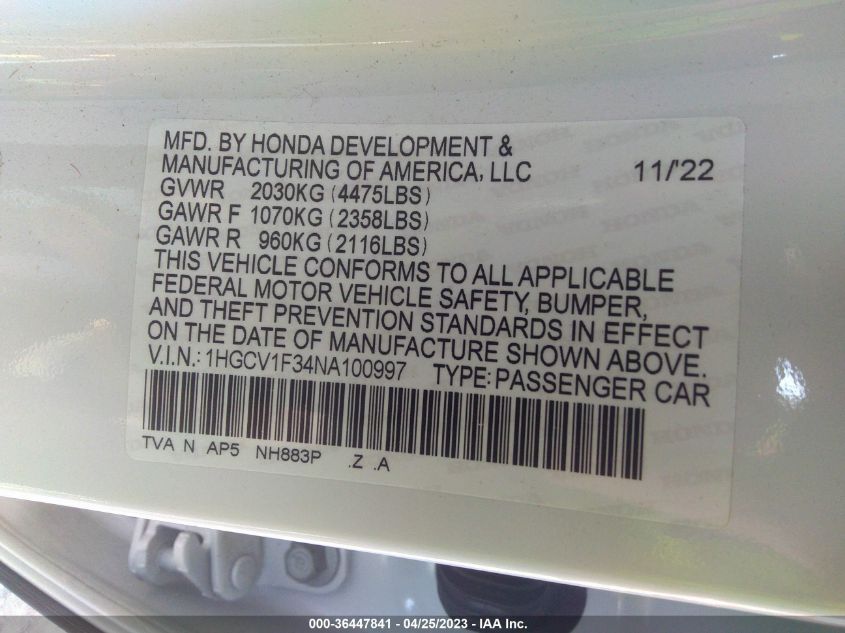 MFD. BY HONDA DEVELOPMENT &
MANUFACTURING OF AMERICA, LLC 11/'22
GVWR 2030KG (4475LBS)
GAWR F 1070KG (2358LBS)
GAWR R 960KG (2116LBS)
THIS VEHICLE CONFORMS TO ALL APPLICABLE
FEDERAL MOTOR VEHICLE SAFETY, BUMPER,
AND THEFT PREVENTION STANDARDS IN EFFECT
ON THE DATE OF MANUFACTURE SHOWN ABOVE.
V.I.N.: 1HGCV1F34NA100997 TYPE: PASSENGER CAR
TVA N AP5 NH883P .Z .A
000-36447841 - 04/25/2023 - IAA Inc.